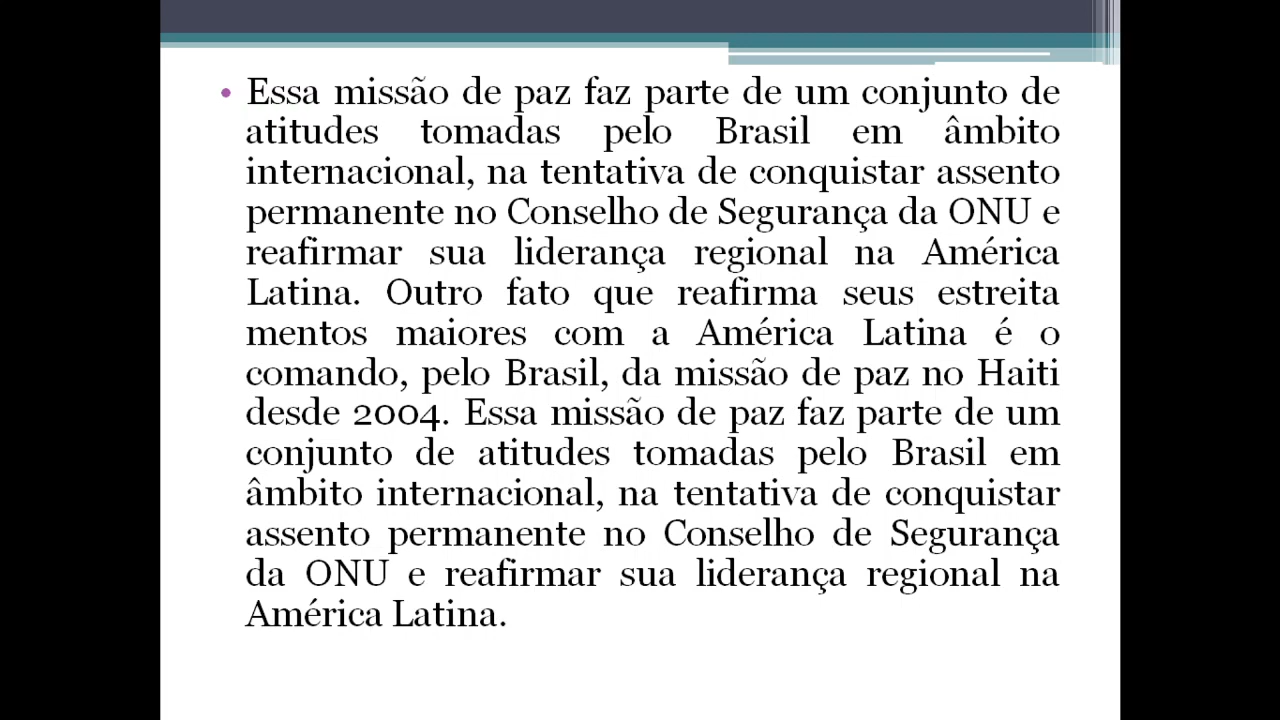 • Essa missão de paz faz parte de um conjunto de
atitudes tomadas pelo Brasil em âmbito
internacional, na tentativa de conquistar assento
permanente no Conselho de Segurança da ONU e
reafirmar sua liderança regional na América
Latina. Outro fato que reafirma seus estreita
mentos maiores com a América Latina é o
comando, pelo Brasil, da missão de paz no Haiti
desde 2004. Essa missão de paz faz parte de um
conjunto de atitudes tomadas pelo Brasil em
âmbito internacional, na tentativa de conquistar
assento permanente no Conselho de Segurança
da ONU e reafirmar sua liderança regional na
América Latina.